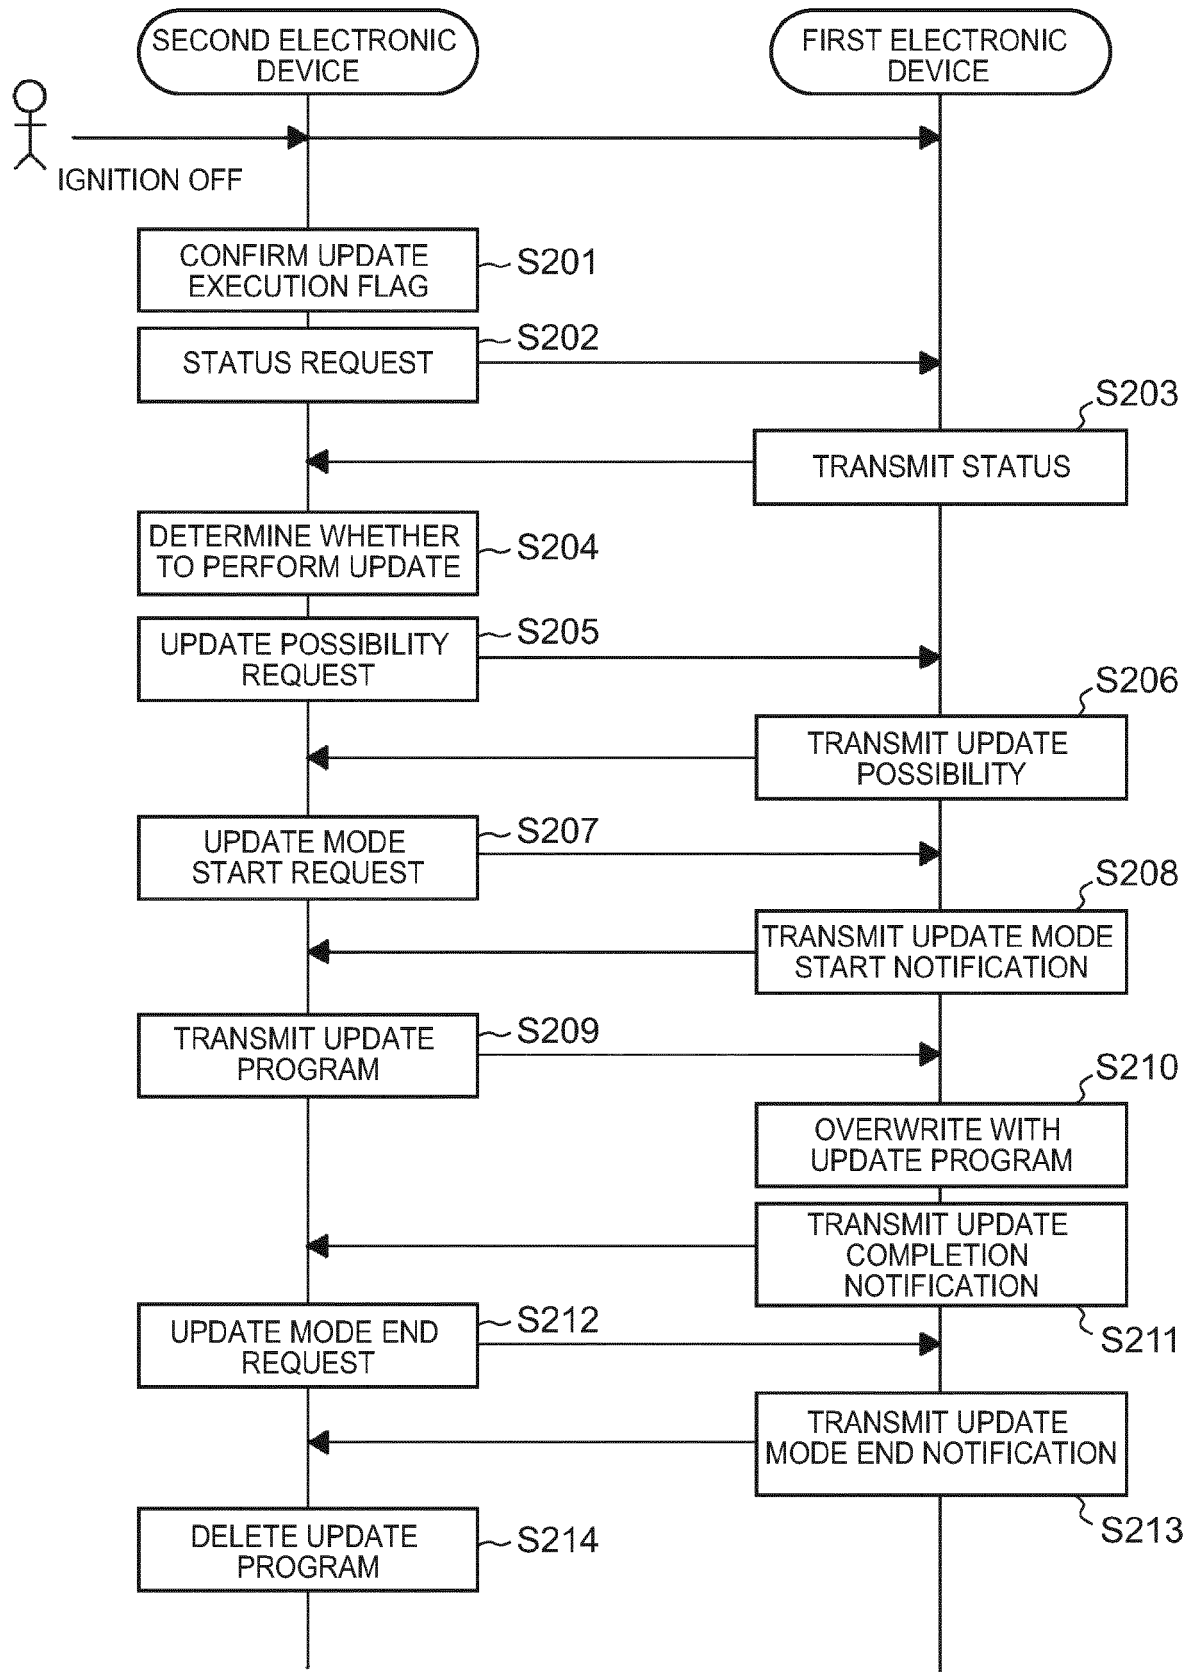 SECOND ELECTRONIC
DEVICE
FIRST ELECTRONIC
DEVICE
IGNITION OFF
CONFIRM UPDATE
EXECUTION FLAG
S201
STATUS REQUEST
S202
S203
TRANSMIT STATUS
DETERMINE WHETHER
TO PERFORM UPDATE
S204
UPDATE POSSIBILITY
REQUEST
S205
S206
TRANSMIT UPDATE
POSSIBILITY
UPDATE MODE
START REQUEST
S207
S208
TRANSMIT UPDATE MODE
START NOTIFICATION
TRANSMIT UPDATE
PROGRAM
S209
S210
OVERWRITE WITH
UPDATE PROGRAM
TRANSMIT UPDATE
COMPLETION
NOTIFICATION
S211
UPDATE MODE END
REQUEST
S212
TRANSMIT UPDATE
MODE END NOTIFICATION
S213
DELETE UPDATE
PROGRAM
S214